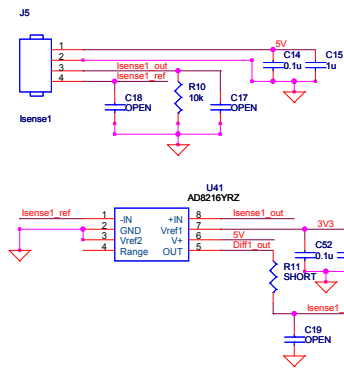 J5
1
2
3
4
5V
Isense1_out
Isense1_ref
Isense1
C14
0.1u
C15
1u
C18
OPEN
R10
10k
C17
OPEN
U41
AD8216YRZ
Isense1_ref
1 -IN +IN 8 Isense1_out
2 GND Vref1 7 3V3
3 Vref2 V+ 6 5V
4 Range OUT 5 Diff1_out
C52
0.1u
R11
SHORT
Isense1_
C19
OPEN